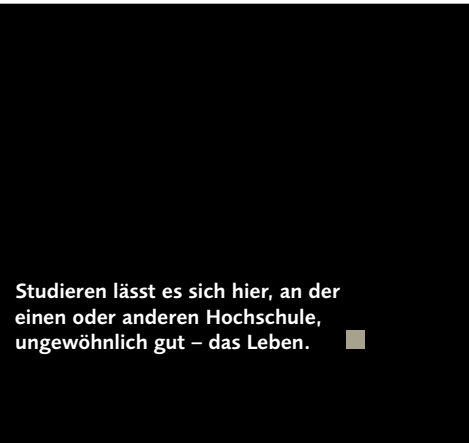 Studieren lässt es sich hier, an der
einen oder anderen Hochschule,
ungewöhnlich gut – das Leben.